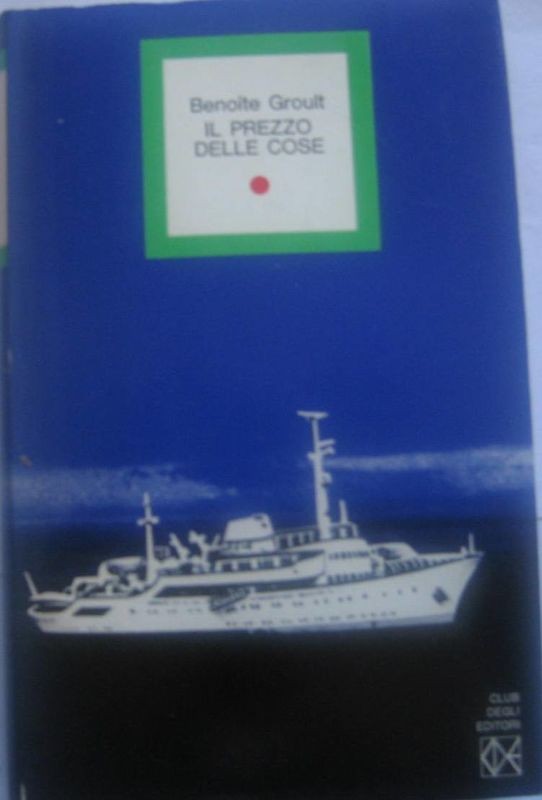 Benoîte Groult
IL PREZZO
DELLE COSE
CLUB
DEGLI
EDITORI